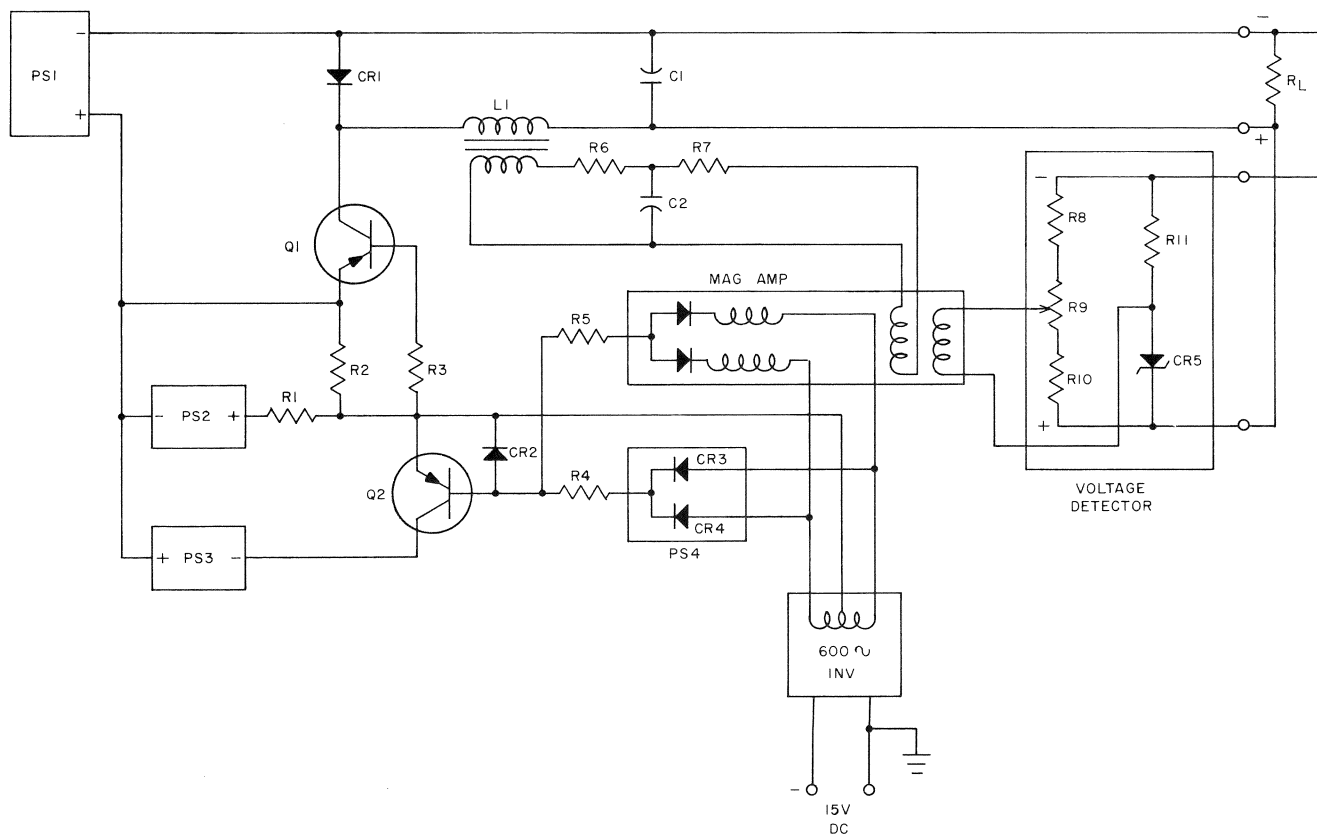 PS1
-
+
CR1
C1
-
+
RL
L1
R6
R7
C2
Q1
MAG AMP
-
R8
R11
R9
R10
CR5
+
VOLTAGE
DETECTOR
R5
R2
R3
R1
- PS2 +
CR2
Q2
R4
CR3
CR4
PS4
+ PS3 -
600 ~
INV
-
15V
DC